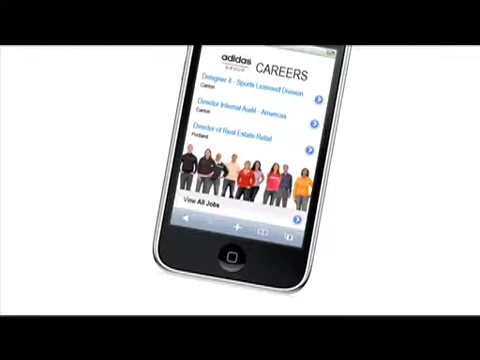 adidas
GROUP
CAREERS
Designer II - Sports Licensed Division
Canton
Director Internal Audit - Americas
Canton
Director of Real Estate-Retail
Portland
View All Jobs